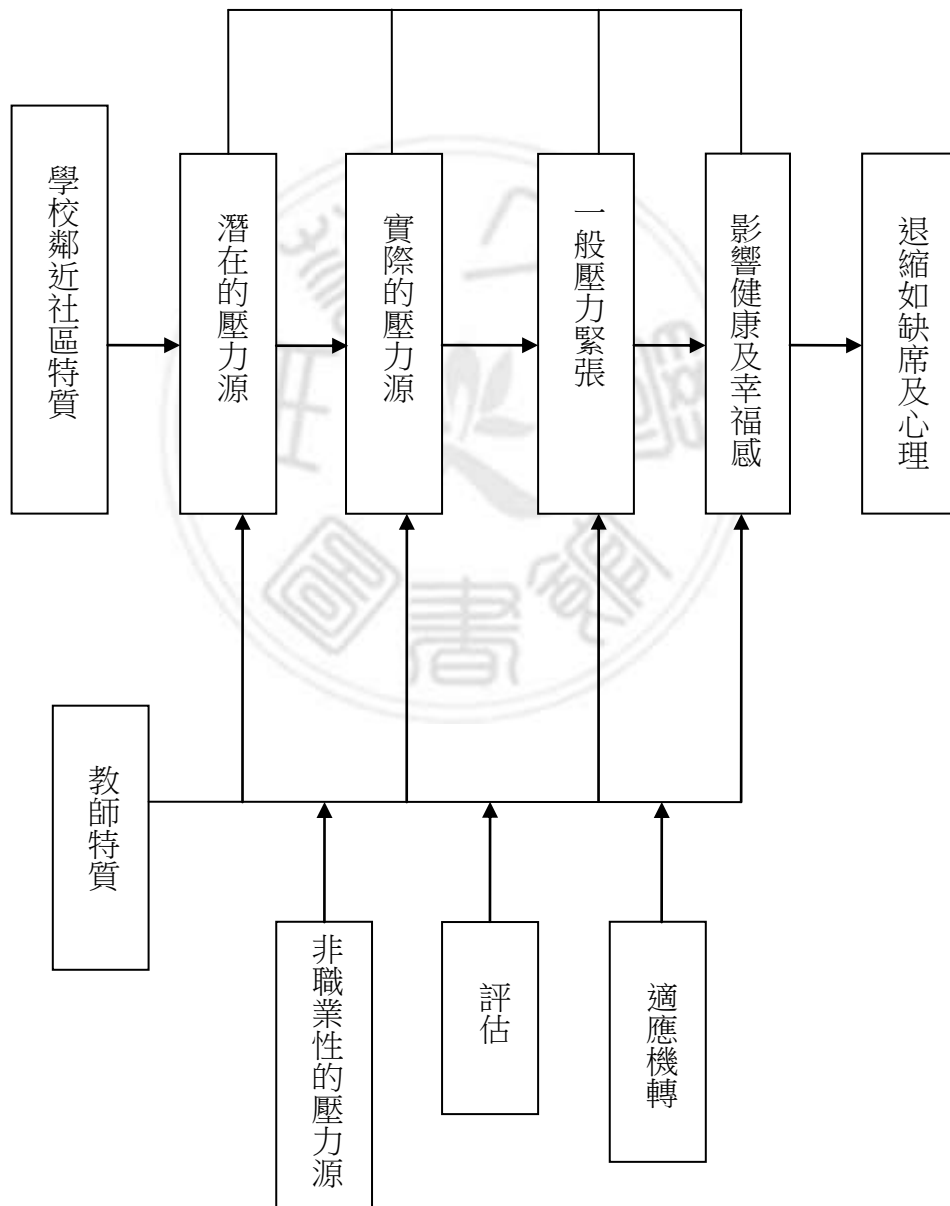 學校鄰近社區特質
潛在的壓力源
實際的壓力源
一般壓力緊張
影響健康及幸福感
退縮如缺席及心理
教師特質
非職業性的壓力源
評估
適應機轉